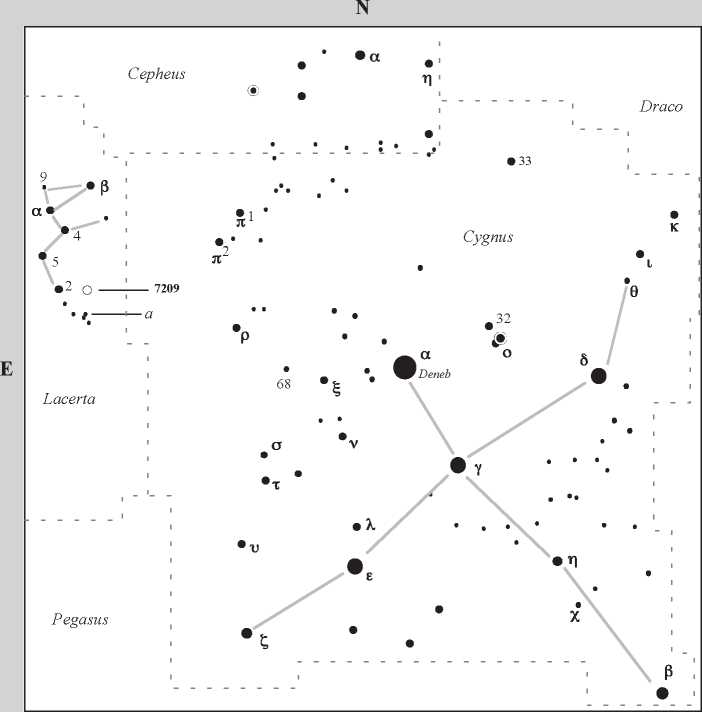 N
α
Cepheus
η
Draco
33
9
β
α
4
π1
κ
Cygnus
π2
ι
5
2
7209
θ
a
32
ρ
ο
α
δ
Deneb
68
ξ
E
Lacerta
ν
σ
γ
τ
λ
υ
η
ε
χ
Pegasus
ζ
β